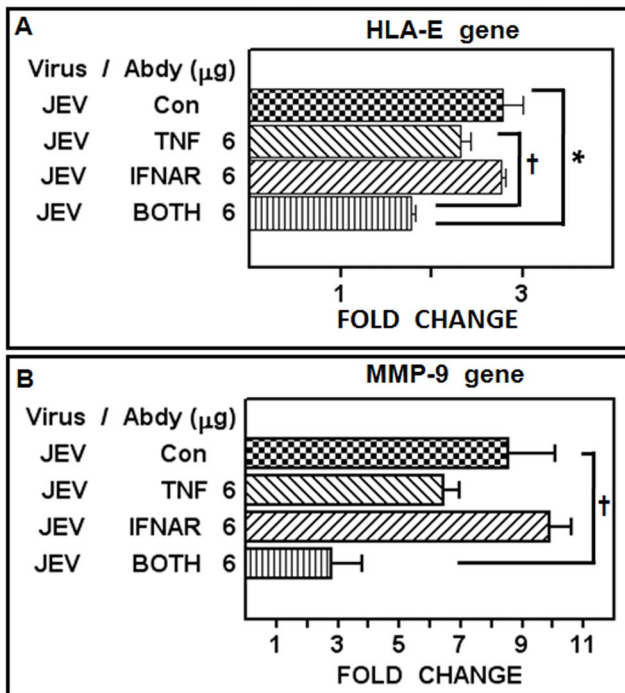 A
HLA-E gene
Virus / Abdy (μg)
JEV Con
JEV TNF 6
JEV IFNAR 6
JEV BOTH 6
†
*
1 3
FOLD CHANGE
B
MMP-9 gene
Virus / Abdy (μg)
JEV Con
JEV TNF 6
JEV IFNAR 6
JEV BOTH 6
†
1 3 5 7 9 11
FOLD CHANGE